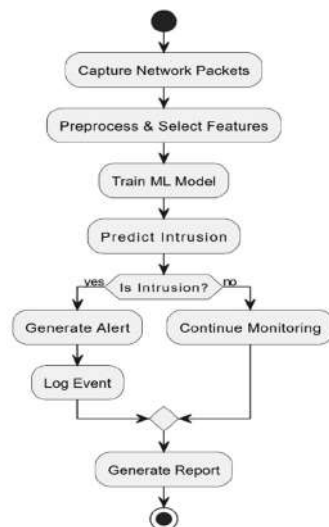 Capture Network Packets
Preprocess & Select Features
Train ML Model
Predict Intrusion
yes
Is Intrusion?
no
Generate Alert
Continue Monitoring
Log Event
Generate Report